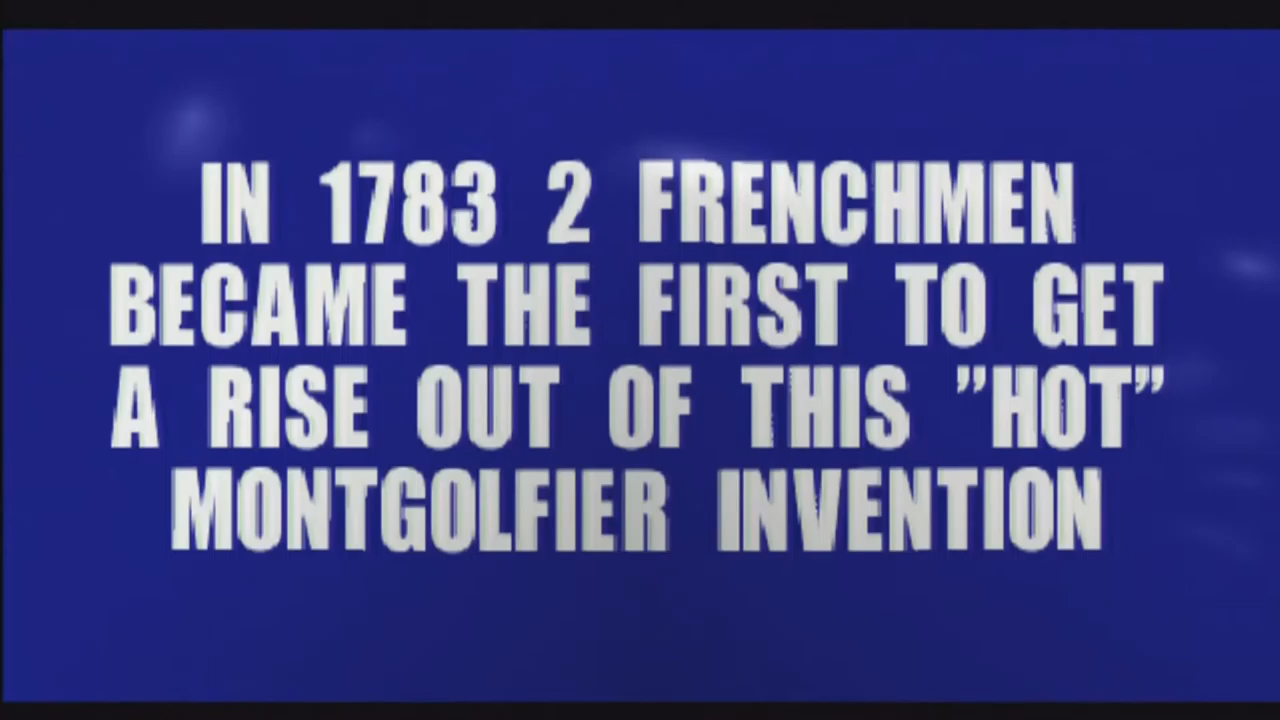 IN 1783 2 FRENCHMEN
BECAME THE FIRST TO GET
A RISE OUT OF THIS ”HOT”
MONTGOLFIER INVENTION